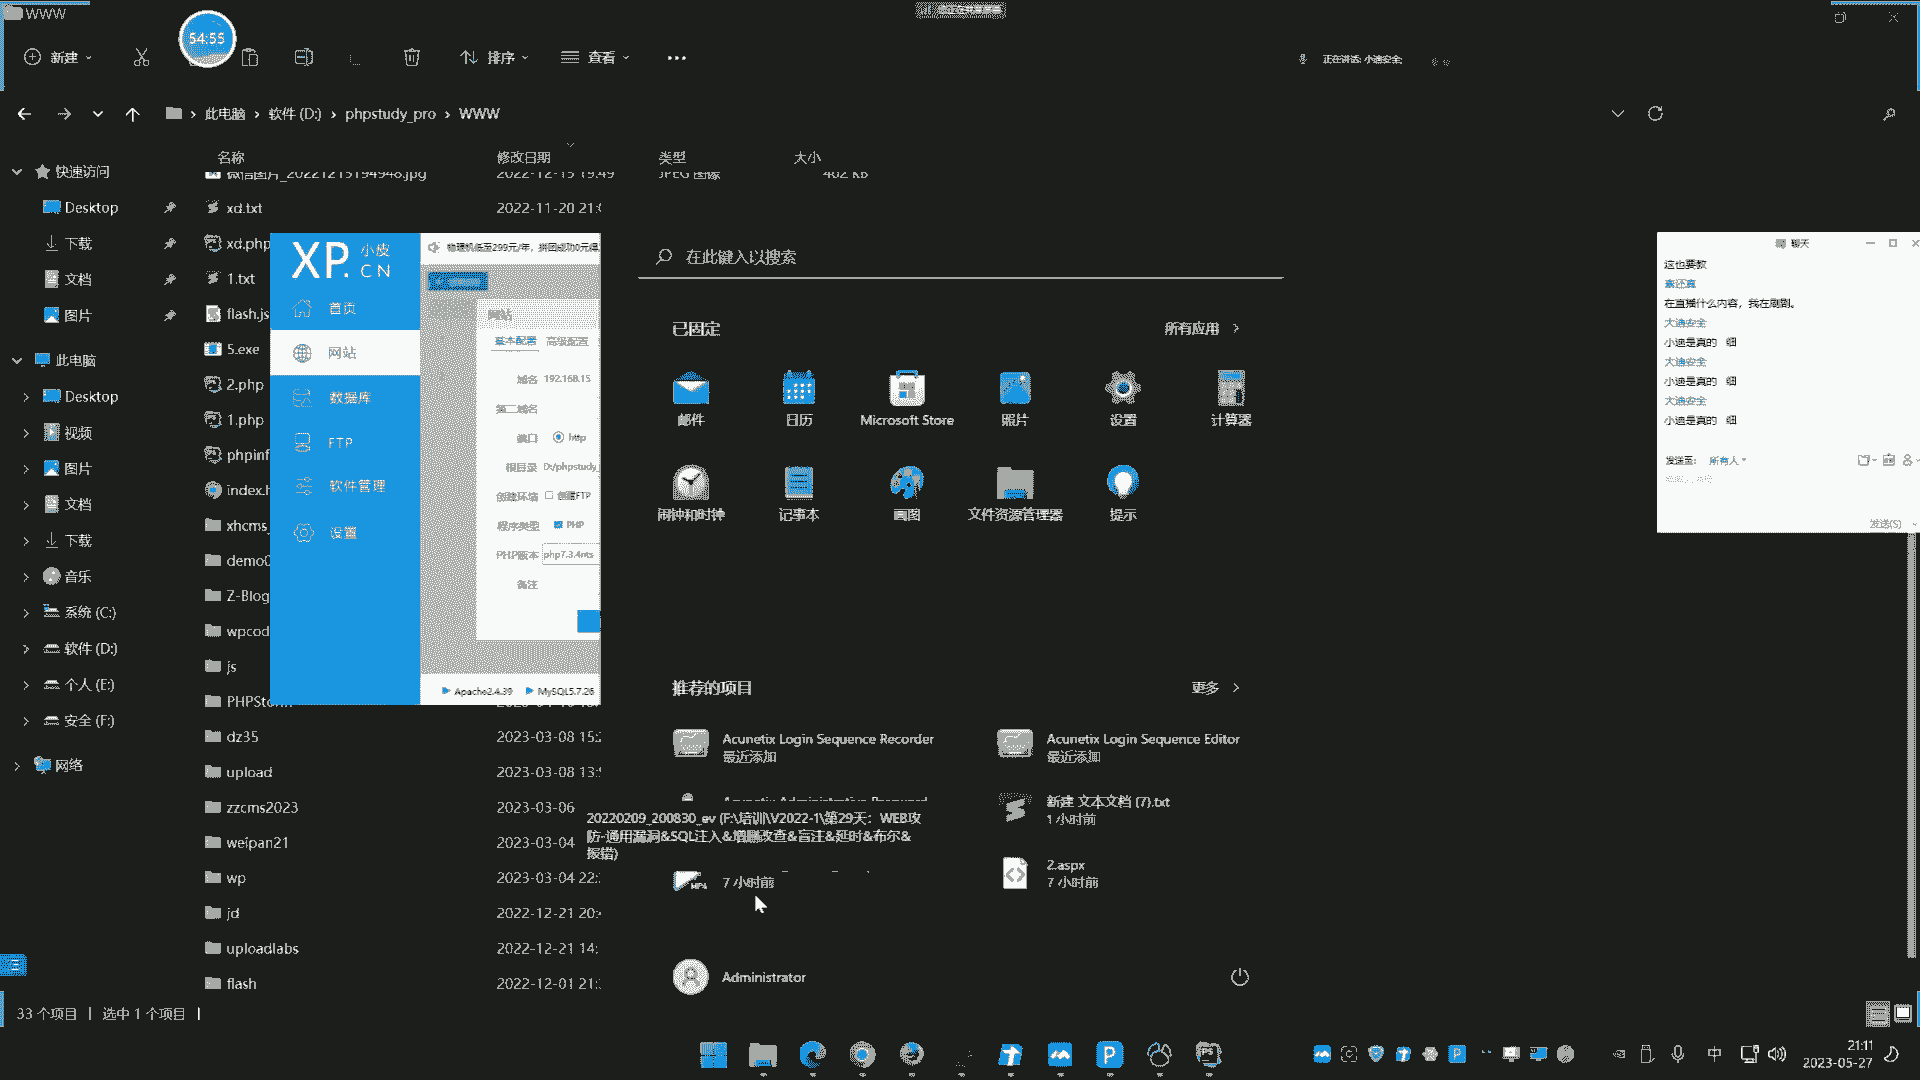 WWW
54:55
新建
排序
查看
正在讲话: 小迪安全;
此电脑
软件 (D:)
phpstudy_pro
WWW
名称
修改日期
类型
大小
快速访问
Desktop
下载
文档
图片
此电脑
Desktop
视频
图片
文档
下载
音乐
系统 (C:)
软件 (D:)
个人 (E:)
安全 (F:)
网络
微信图片_20221215194948.jpg
2022-12-15 19:49
JPEG 图像
402 KB
xd.txt
2022-11-20 21:
xd.php
1.txt
flash.js
5.exe
2.php
1.php
phpinf
index.h
xhcms_
demo0
Z-Blog
wpcod
js
PHPSto
dz35
2023-03-08 15:
upload
2023-03-08 13:
zzcms2023
2023-03-06
weipan21
2023-03-04
wp
2023-03-04 22:
jd
2022-12-21 20:
uploadlabs
2022-12-21 14:
flash
2022-12-01 21:
XP.小皮
CN
首页
网站
数据库
FTP
软件管理
设置
物理机低至299元/年，拼团成功0元得
网站
基本配置
高级配置
域名
192.168.15
第二域名
端口
http
根目录
D:/phpstudy_
创建环境
创建FTP
程序类型
PHP
PHP版本
php7.3.4nts
备注
Apache2.4.39
MySQL5.7.26
在此键入以搜索
已固定
所有应用
邮件
日历
Microsoft Store
照片
设置
计算器
闹钟和时钟
记事本
画图
文件资源管理器
提示
推荐的项目
更多
Acunetix Login Sequence Recorder
最近添加
Acunetix Login Sequence Editor
最近添加
Acunetix Administrative Password
新建 文本文档 (7).txt
1 小时前
20220209_200830_ev (F:\培训\V2022-1\第29天：WEB攻
防-通用漏洞&SQL注入&增删改查&盲注&延时&布尔&
报错)
7 小时前
2.aspx
7 小时前
Administrator
聊天
这也要教
素还真
在直播什么内容，我在刷剧。
大迪安全
小迪是真的 细
大迪安全
小迪是真的 细
大迪安全
小迪是真的 细
发送至:
所有人
发送(S)
33 个项目
选中 1 个项目
中
21:11
2023-05-27